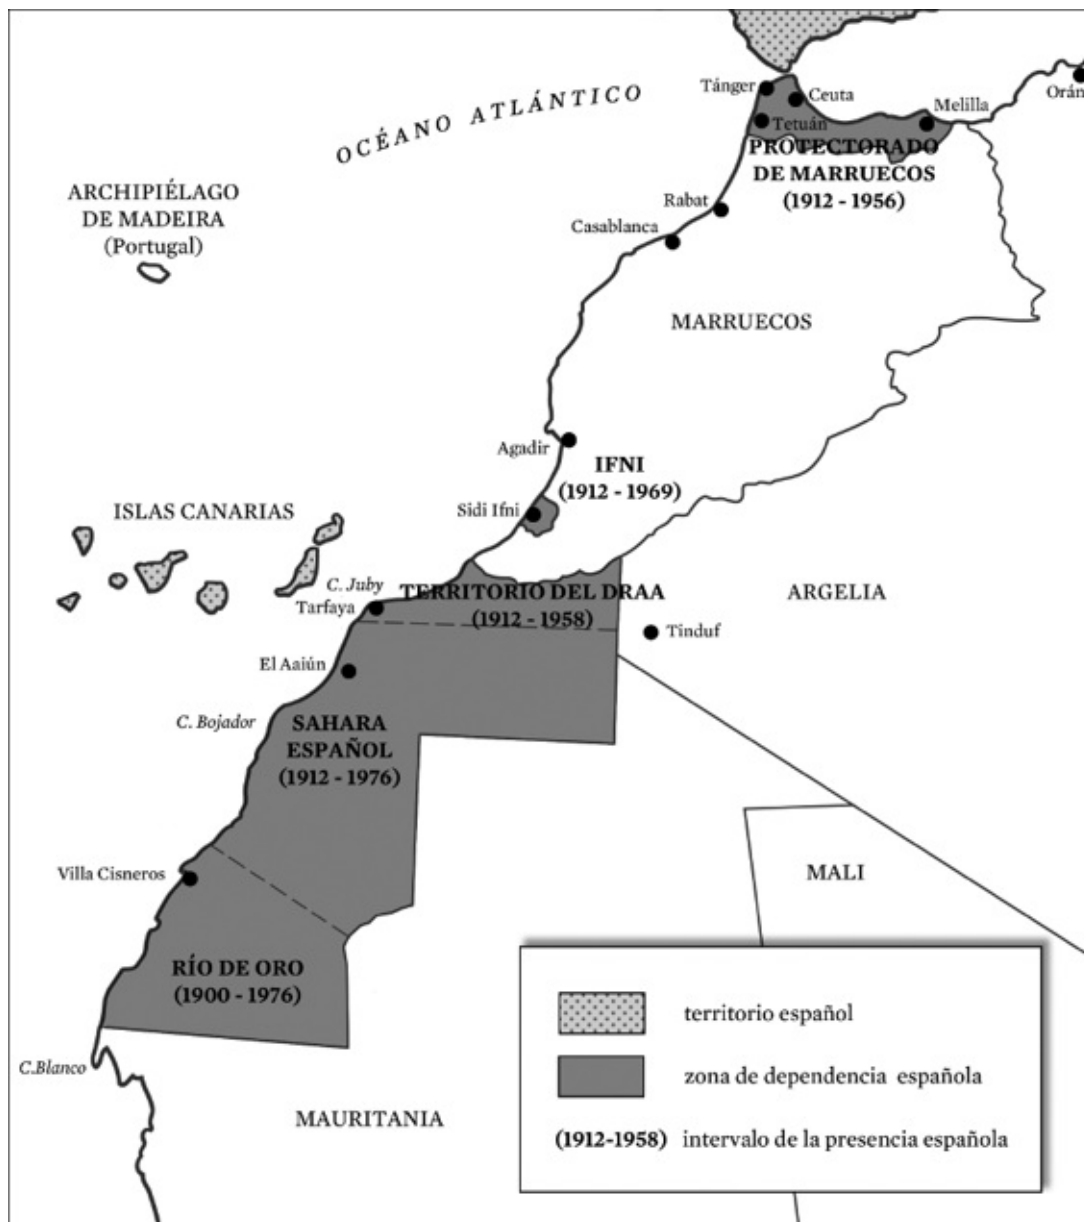 OCÉANO ATLÁNTICO
Tánger
Ceuta
Melilla
Orán
Tetuán
PROTECTORADO
DE MARRUECOS
(1912 - 1956)
ARCHIPIÉLAGO
DE MADEIRA
(Portugal)
Rabat
Casablanca
MARRUECOS
Agadir
IFNI
(1912 - 1969)
Sidi Ifni
ISLAS CANARIAS
C. Juby
Tarfaya
TERRITORIO DEL DRAA
(1912 - 1958)
ARGELIA
Tinduf
El Aaiún
C. Bojador
SAHARA
ESPAÑOL
(1912 - 1976)
Villa Cisneros
MALI
RÍO DE ORO
(1900 - 1976)
C.Blanco
MAURITANIA
territorio español
zona de dependencia española
(1912-1958) intervalo de la presencia española